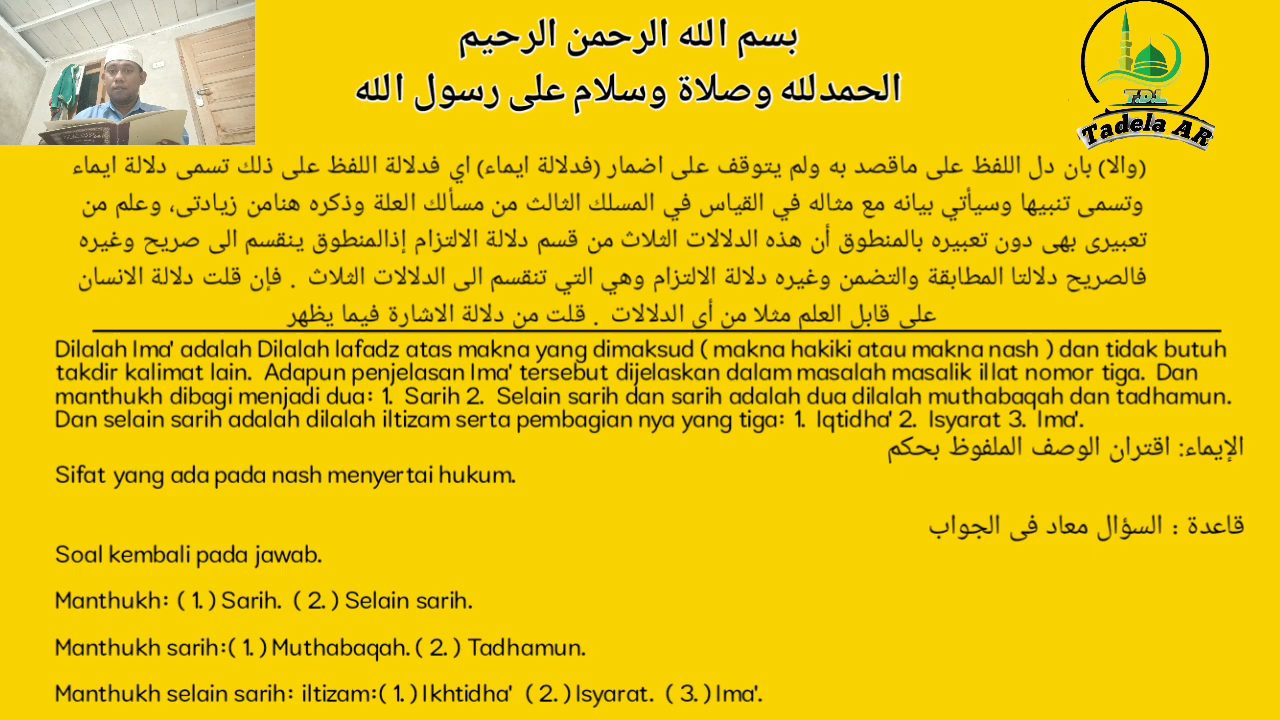 بسم الله الرحمن الرحيم
الحمدلله وصلاة وسلام على رسول الله
T.D.L
Tadela AR
(والا) بان دل اللفظ على ماقصد به ولم يتوقف على اضمار (فدلالة ايماء) اي فدلالة اللفظ على ذلك تسمى دلالة ايماء
وتسمى تنبيها وسيأتي بيانه مع مثاله في القياس في المسلك الثالث من مسألك العلة وذكره هنامن زيادتى، وعلم من
تعبيرى بهى دون تعبيره بالمنطوق أن هذه الدلالات الثلاث من قسم دلالة الالتزام إذالمنطوق ينقسم الى صريح وغيره
فالصريح دلالتا المطابقة والتضمن وغيره دلالة الالتزام وهي التي تنقسم الى الدلالات الثلاث . فإن قلت دلالة الانسان
على قابل العلم مثلا من أي الدلالات . قلت من دلالة الاشارة فيما يظهر
Dilalah Ima' adalah Dilalah lafadz atas makna yang dimaksud ( makna hakiki atau makna nash ) dan tidak butuh
takdir kalimat lain. Adapun penjelasan Ima' tersebut dijelaskan dalam masalah masalik illat nomor tiga. Dan
manthukh dibagi menjadi dua: 1. Sarih 2. Selain sarih dan sarih adalah dua dilalah muthabaqah dan tadhamun.
Dan selain sarih adalah dilalah iltizam serta pembagian nya yang tiga: 1. Iqtidha' 2. Isyarat 3. Ima'.
الإيماء: اقتران الوصف الملفوظ بحكم
Sifat yang ada pada nash menyertai hukum.
قاعدة : السؤال معاد فى الجواب
Soal kembali pada jawab.
Manthukh: ( 1. ) Sarih. ( 2. ) Selain sarih.
Manthukh sarih:( 1. ) Muthabaqah. ( 2. ) Tadhamun.
Manthukh selain sarih: iltizam:( 1. ) Ikhtidha' ( 2. ) Isyarat. ( 3. ) Ima'.